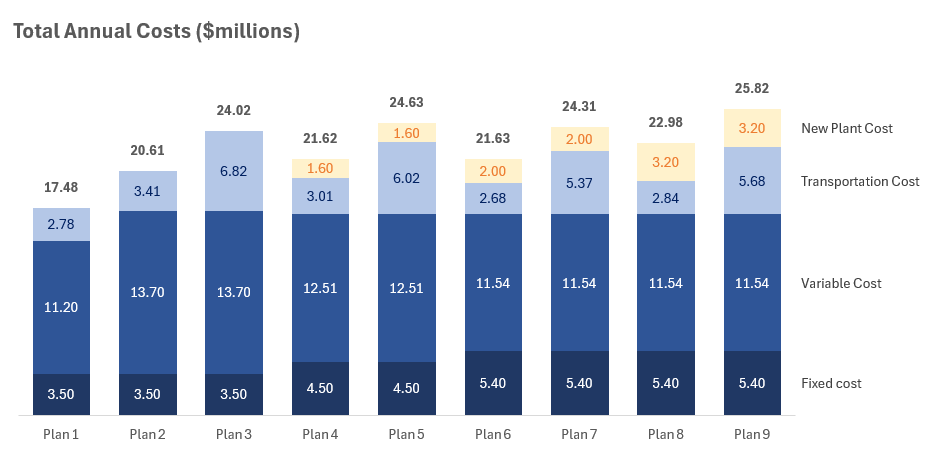 Total Annual Costs ($millions)
25.82
24.63
24.31
24.02
22.98
21.62
21.63
20.61
17.48
3.20 New Plant Cost
1.60
2.00
3.20
1.60
2.00
6.82
6.02
5.37
5.68 Transportation Cost
3.41
3.01
2.68
2.84
2.78
11.20
13.70
13.70
12.51
12.51
11.54
11.54
11.54
11.54
Variable Cost
3.50
3.50
3.50
4.50
4.50
5.40
5.40
5.40
5.40
Fixed cost
Plan 1
Plan 2
Plan 3
Plan 4
Plan 5
Plan 6
Plan 7
Plan 8
Plan 9